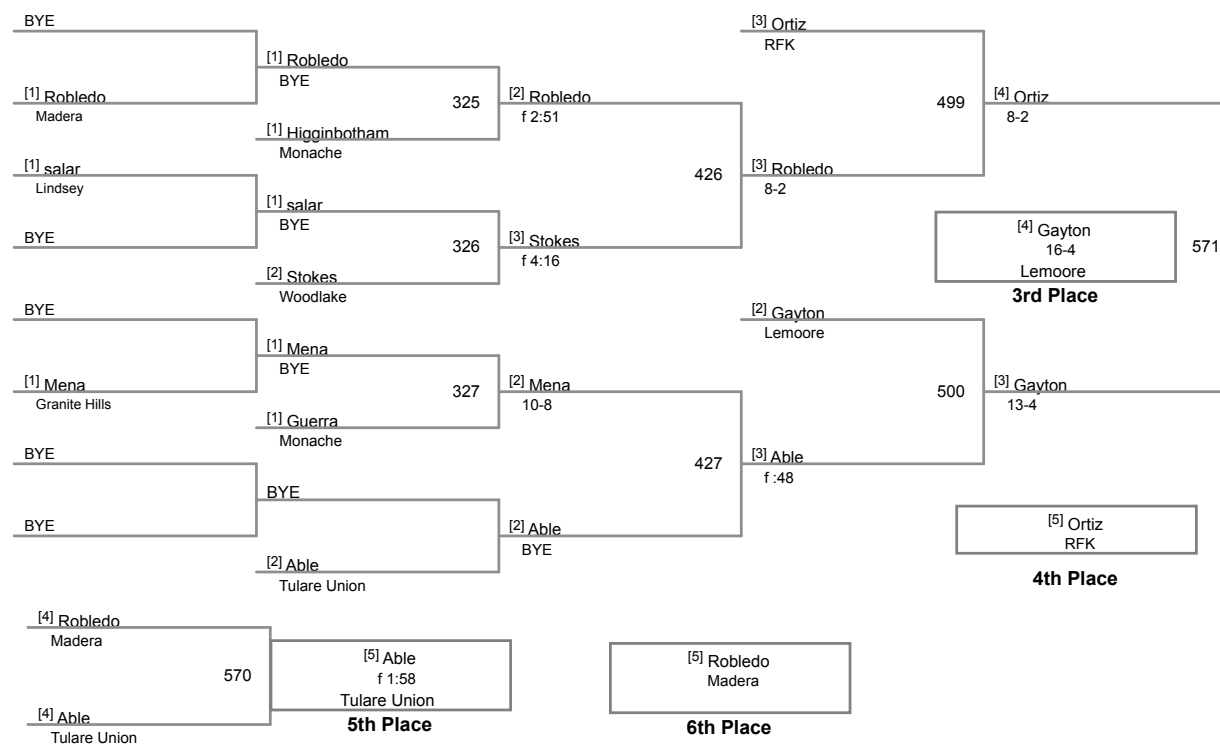 BYE
[1] Robledo
Madera
[1] salar
Lindsey
BYE
BYE
[1] Mena
Granite Hills
BYE
BYE
[1] Robledo
BYE
325
[1] Higginbotham
Monache
[1] salar
BYE
326
[2] Stokes
Woodlake
[1] Mena
BYE
327
[1] Guerra
Monache
BYE
[2] Able
Tulare Union
[2] Robledo
f 2:51
426
[3] Stokes
f 4:16
[2] Mena
10-8
427
[2] Able
BYE
[3] Ortiz
RFK
499
[3] Robledo
8-2
[2] Gayton
Lemoore
500
[3] Able
f :48
[4] Ortiz
8-2
[4] Gayton
16-4
Lemoore
571
3rd Place
[3] Gayton
13-4
[5] Ortiz
RFK
4th Place
[4] Robledo
Madera
570
[4] Able
Tulare Union
[5] Able
f 1:58
Tulare Union
5th Place
[5] Robledo
Madera
6th Place